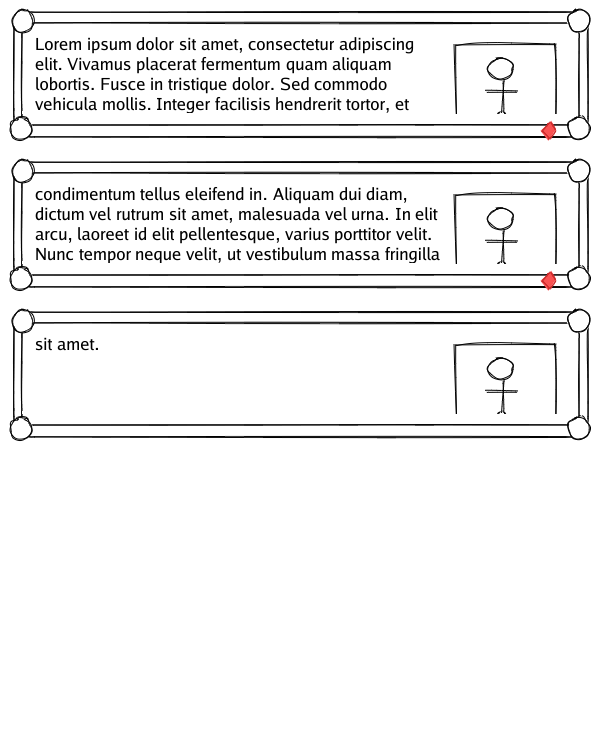 Lorem ipsum dolor sit amet, consectetur adipiscing
elit. Vivamus placerat fermentum quam aliquam
lobortis. Fusce in tristique dolor. Sed commodo
vehicula mollis. Integer facilisis hendrerit tortor, et
condimentum tellus eleifend in. Aliquam dui diam,
dictum vel rutrum sit amet, malesuada vel urna. In elit
arcu, laoreet id elit pellentesque, varius porttitor velit.
Nunc tempor neque velit, ut vestibulum massa fringilla
sit amet.